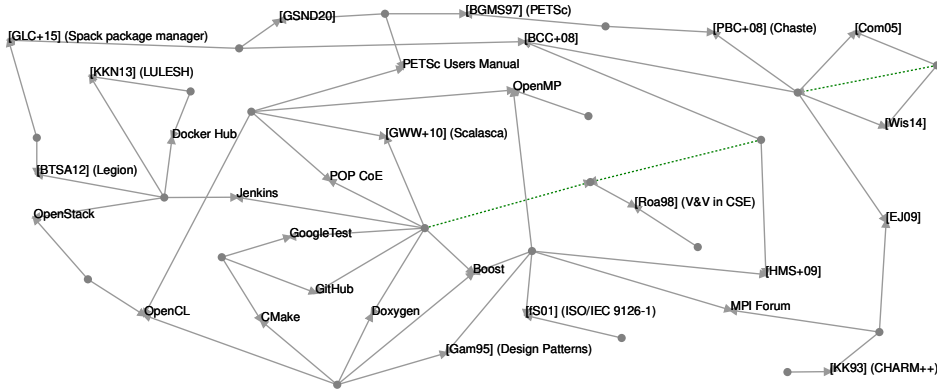 [BGMS97] (PETSc)
[GSND20]
[PBC+08] (Chaste)
[Com05]
[GLC+15] (Spack package manager)
[BCC+08]
PETSc Users Manual
[KKN13] (LULESH)
OpenMP
[Wis14]
Docker Hub
[GWW+10] (Scalasca)
[BTSA12] (Legion)
POP CoE
Jenkins
[Roa98] (V&V in CSE)
OpenStack
[EJ09]
GoogleTest
Boost
[HMS+09]
GitHub
MPI Forum
OpenCL
CMake
Doxygen
[fS01] (ISO/IEC 9126-1)
[Gam95] (Design Patterns)
[KK93] (CHARM++)